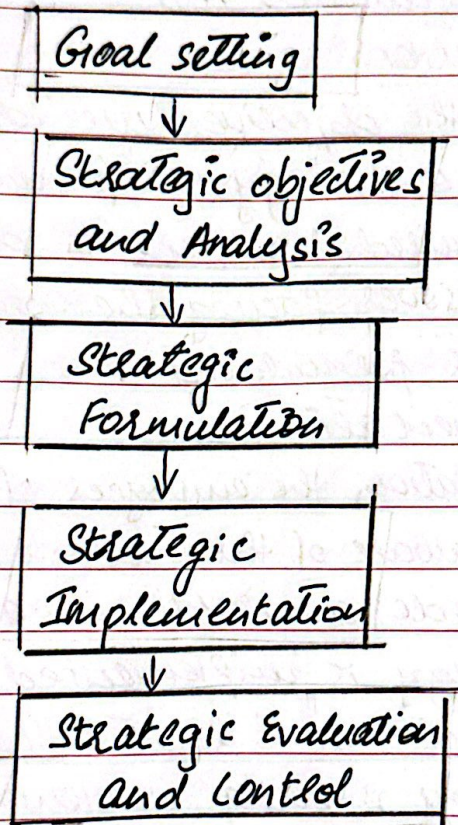 Goal setting
Strategic objectives
and Analysis
Strategic
Formulation
Strategic
Implementation
Strategic Evaluation
and Control